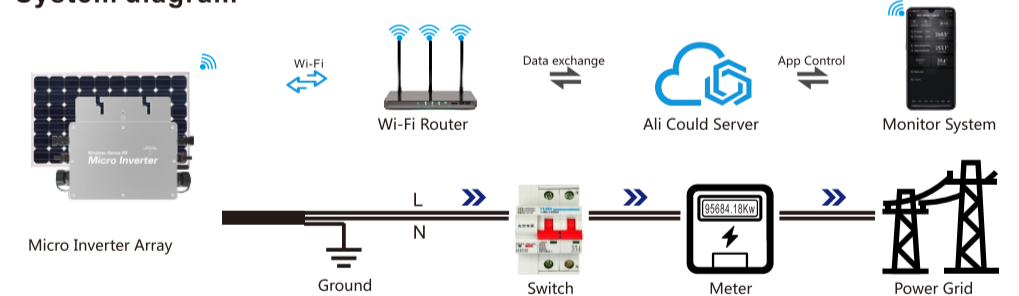 System diagram
Wi-Fi
Data exchange
App Control
Wi-Fi Router
Ali Could Server
Monitor System
Micro Inverter
L
N
95684.18Kw
Micro Inverter Array
Ground
Switch
Meter
Power Grid